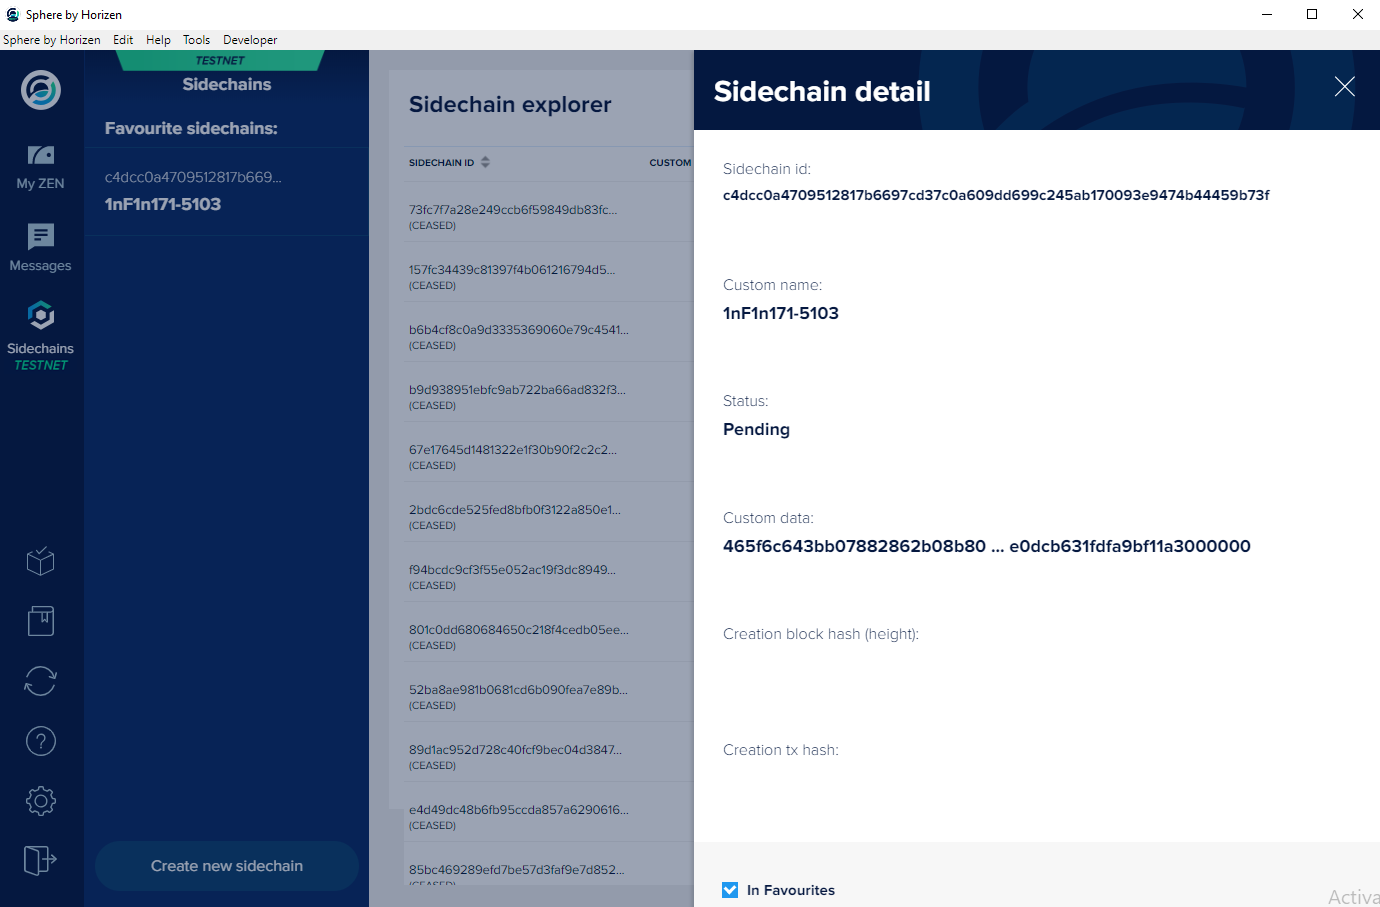 Sphere by Horizen
Sphere by Horizen Edit Help Tools Developer
TESTNET
Sidechains
Favourite sidechains:
c4dcc0a4709512817b669...
1nF1n171-5103
My ZEN
Messages
Sidechains
TESTNET
Create new sidechain
Sidechain explorer
SIDECHAIN ID CUSTOM
73fc7f7a28e249ccb6f59849db83fc...
(CEASED)
157fc34439c81397f4b061216794d5...
(CEASED)
b6b4cf8c0a9d3335369060e79c4541...
(CEASED)
b9d938951ebfc9ab722ba66ad832f3...
(CEASED)
67e17645d1481322e1f30b90f2c2c2...
(CEASED)
2bdc6cde525fed8bfb0f3122a850e1...
(CEASED)
f94bcdc9cf3f55e052ac19f3dc8949...
(CEASED)
801c0dd680684650c218f4cedb05ee...
(CEASED)
52ba8ae981b0681cd6b090fea7e89b...
(CEASED)
89d1ac952d728c40fcf9bec04d3847...
(CEASED)
e4d49dc48b6fb95ccda857a6290616...
(CEASED)
85bc469289efd7be57d3faf9e7d852...
(CEASED)
Sidechain detail
Sidechain id:
c4dcc0a4709512817b6697cd37c0a609dd699c245ab170093e9474b44459b73f
Custom name:
1nF1n171-5103
Status:
Pending
Custom data:
465f6c643bb07882862b08b80 ... e0dcb631fdfa9bf11a3000000
Creation block hash (height):
Creation tx hash:
In Favourites
Activa